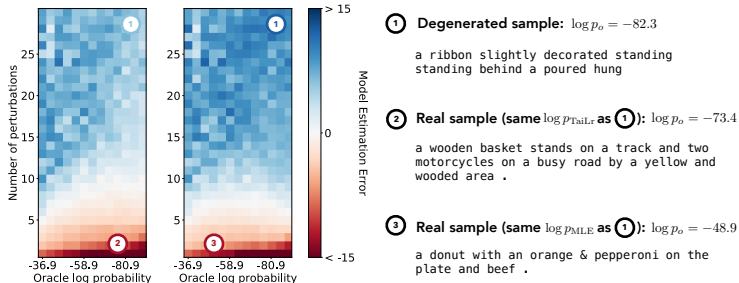 1
1
2
3
Number of perturbations
25
20
15
10
5
-36.9 -58.9 -80.9
Oracle log probability
-36.9 -58.9 -80.9
Oracle log probability
> 15
0
< -15
Model Estimation Error
1 Degenerated sample: log p_o = −82.3
a ribbon slightly decorated standing
standing behind a poured hung
2 Real sample (same log p_TaiLr as 1): log p_o = −73.4
a wooden basket stands on a track and two
motorcycles on a busy road by a yellow and
wooded area .
3 Real sample (same log p_MLE as 1): log p_o = −48.9
a donut with an orange & pepperoni on the
plate and beef .